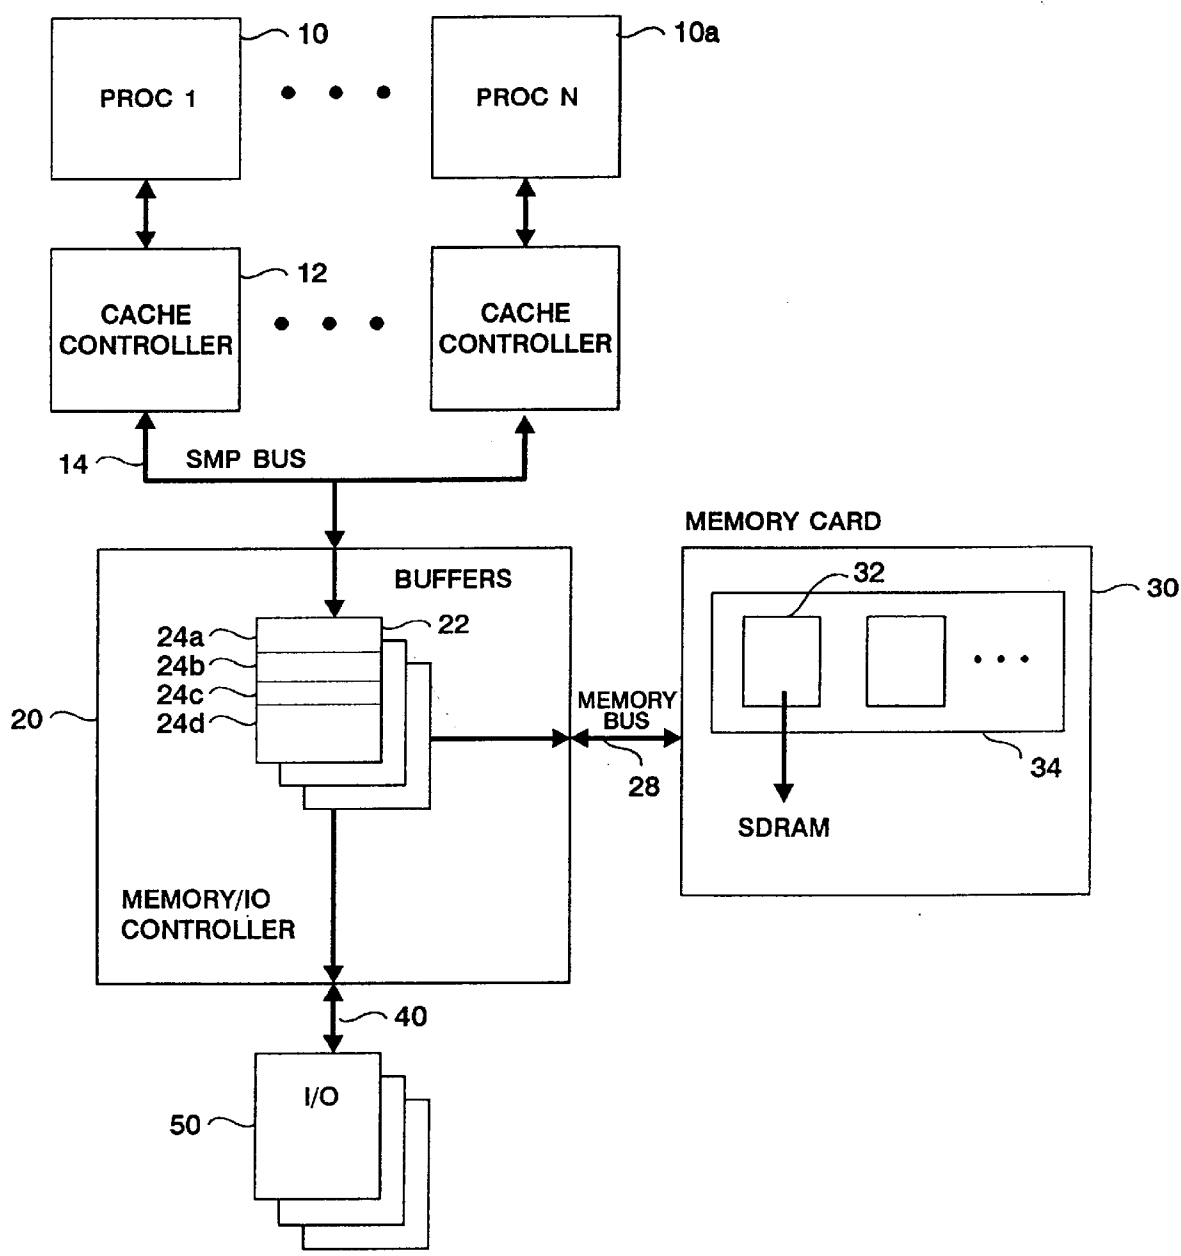 10
10a
PROC 1
PROC N
12
CACHE
CONTROLLER
CACHE
CONTROLLER
14
SMP BUS
MEMORY CARD
BUFFERS
32
30
22
24a
24b
24c
24d
20
MEMORY
BUS
28
34
SDRAM
MEMORY/IO
CONTROLLER
40
I/O
50